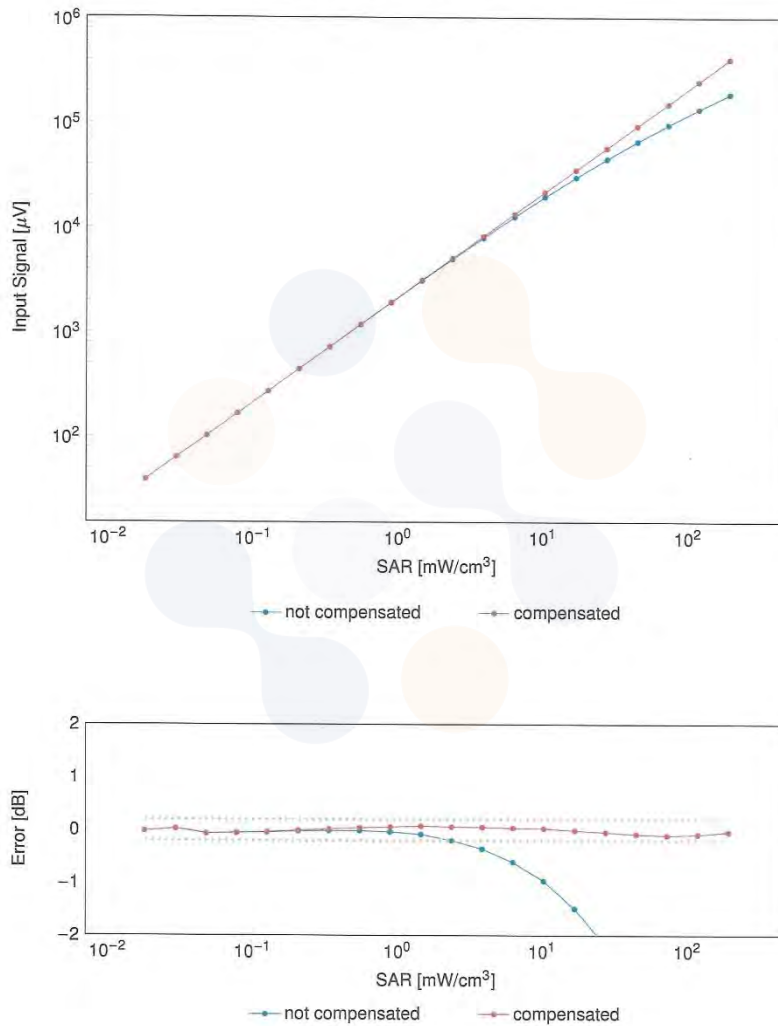 10⁶
10⁵
10⁴
10³
10²
Input Signal [μV]
10⁻² 10⁻¹ 10⁰ 10¹ 10²
SAR [mW/cm³]
not compensated compensated
2
1
0
−1
−2
Error [dB]
10⁻² 10⁻¹ 10⁰ 10¹ 10²
SAR [mW/cm³]
not compensated compensated